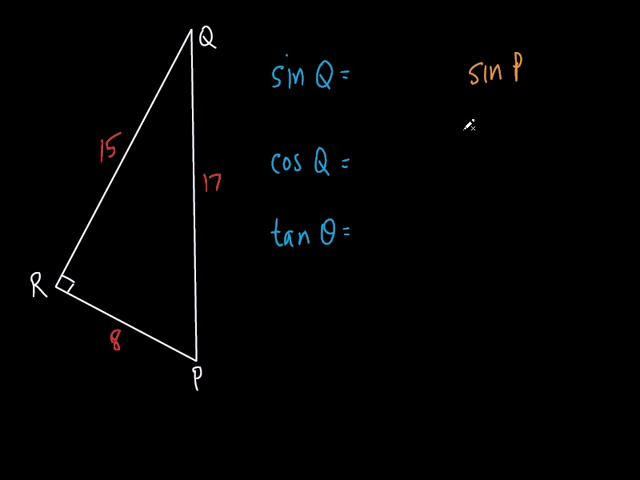 Q
sin Q =
sin P
15
cos Q =
17
tan θ =
R
8
P